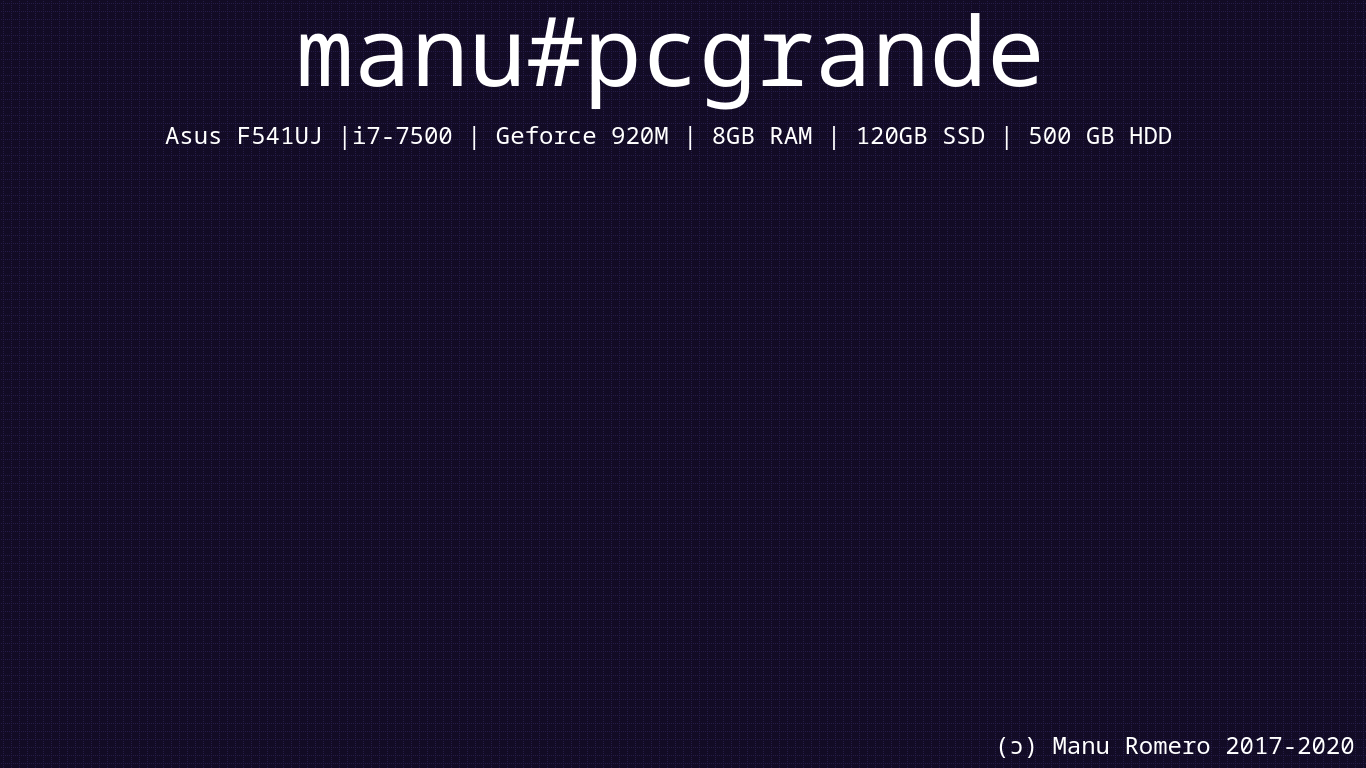 manu#pcgrande
Asus F541UJ |i7-7500 | Geforce 920M | 8GB RAM | 120GB SSD | 500 GB HDD
(ɔ) Manu Romero 2017-2020